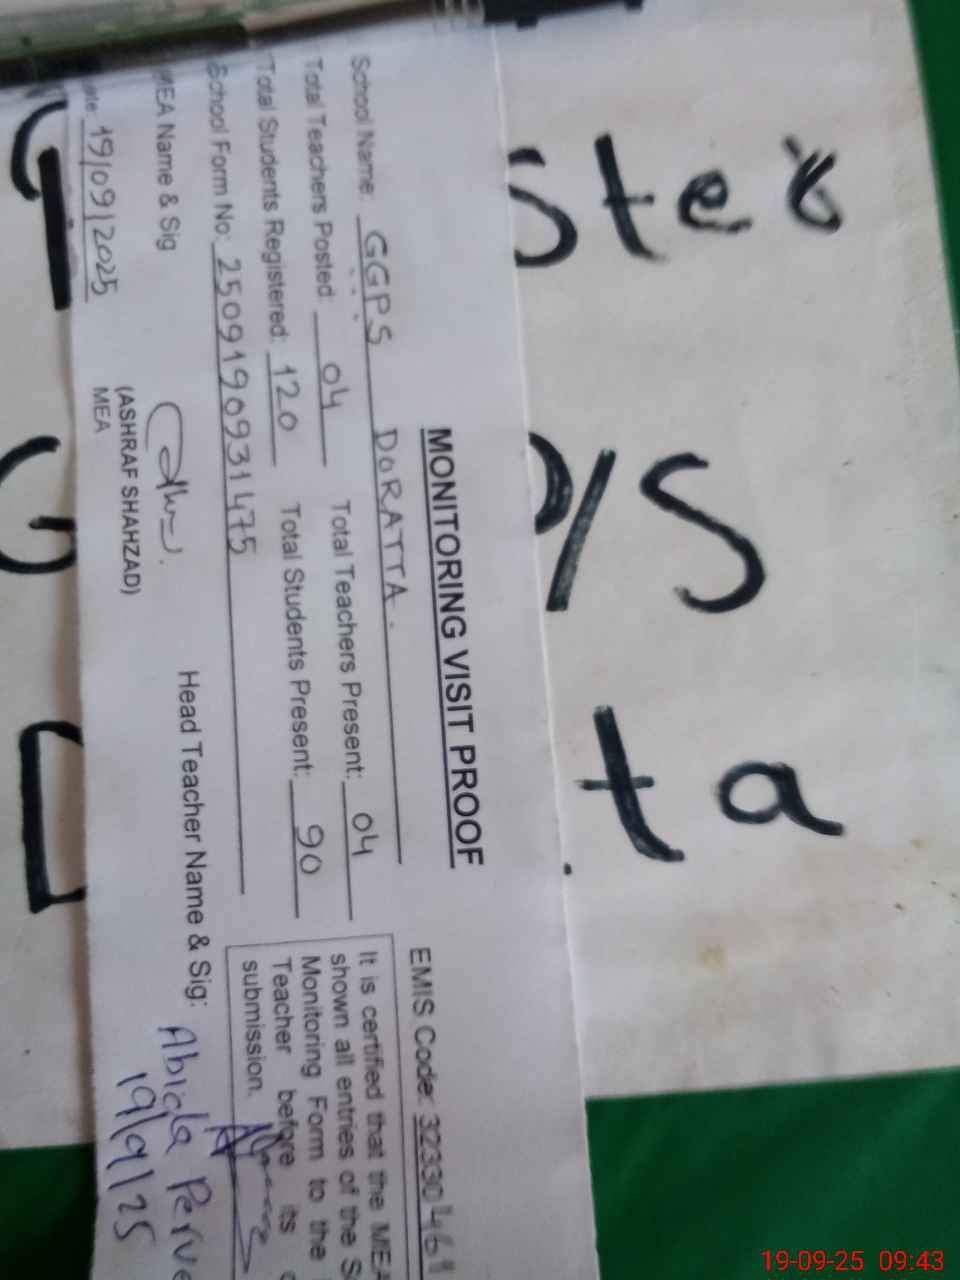 MONITORING VISIT PROOF
EMIS Code: 32330461
School Name: GGPS DORATTA.
Total Teachers Posted: 04 Total Teachers Present: 04
Total Students Registered: 120 Total Students Present: 90
School Form No: 2509190931475
It is certified that the MEA
shown all entries of the
Monitoring Form to the
Teacher before its
submission.
MEA Name & Sig
(ASHRAF SHAHZAD)
MEA
Head Teacher Name & Sig: Abida
19/9/25
19/09/2025
ta
19-09-25 09:43